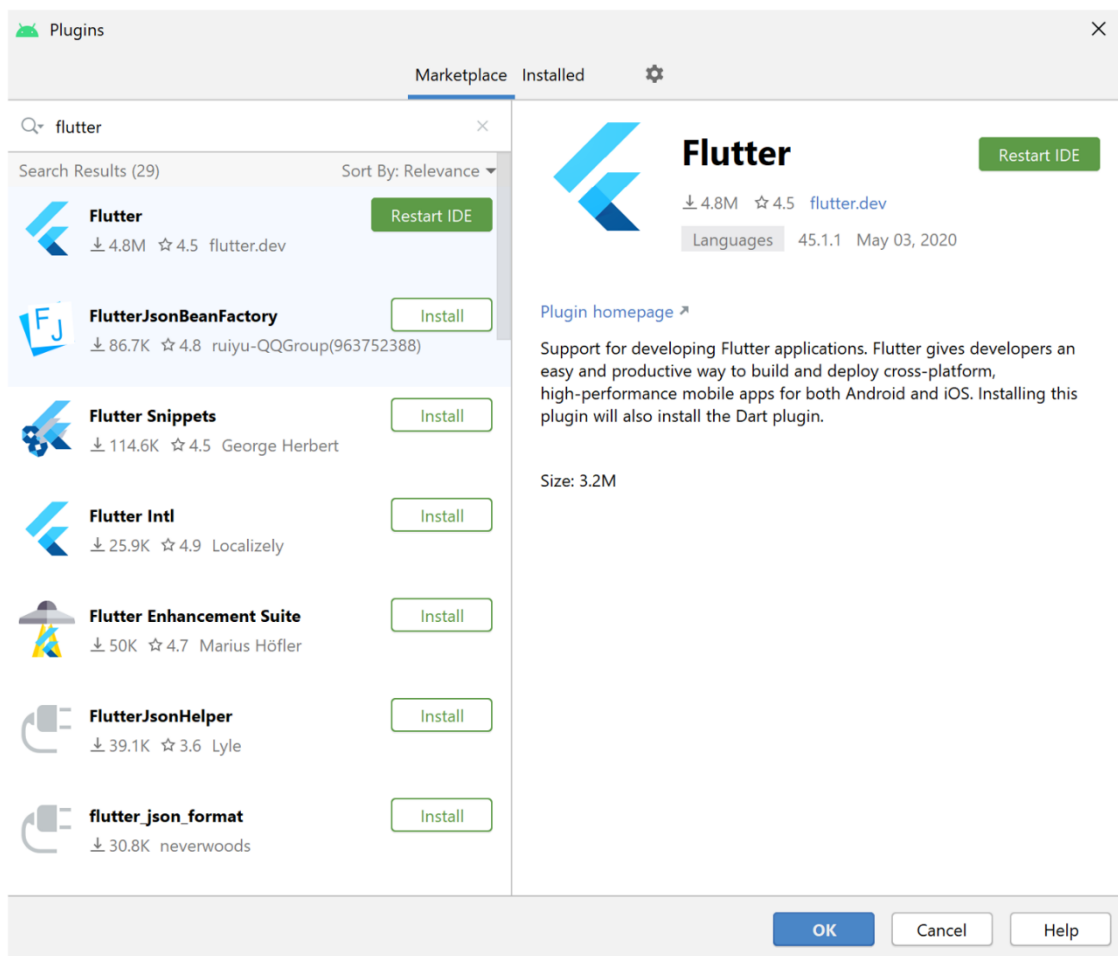 Plugins
Marketplace Installed
flutter
Search Results (29) Sort By: Relevance
Flutter
Restart IDE
4.8M 4.5 flutter.dev
FlutterJsonBeanFactory
Install
86.7K 4.8 ruiyu-QQGroup(963752388)
Flutter Snippets
Install
114.6K 4.5 George Herbert
Flutter Intl
Install
25.9K 4.9 Localizely
Flutter Enhancement Suite
Install
50K 4.7 Marius Höfler
FlutterJsonHelper
Install
39.1K 3.6 Lyle
flutter_json_format
Install
30.8K neverwoods
Flutter
Restart IDE
4.8M 4.5 flutter.dev
Languages 45.1.1 May 03, 2020
Plugin homepage
Support for developing Flutter applications. Flutter gives developers an
easy and productive way to build and deploy cross-platform,
high-performance mobile apps for both Android and iOS. Installing this
plugin will also install the Dart plugin.
Size: 3.2M
OK Cancel Help
F
J